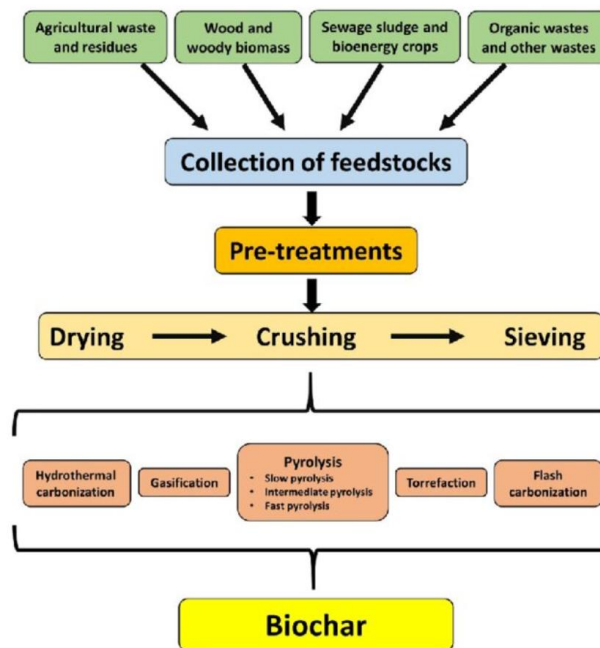 Agricultural waste
and residues
Wood and
woody biomass
Sewage sludge and
bioenergy crops
Organic wastes
and other wastes
Collection of feedstocks
Pre-treatments
Drying
Crushing
Sieving
Hydrothermal
carbonization
Gasification
Pyrolysis
• Slow pyrolysis
• Intermediate pyrolysis
• Fast pyrolysis
Torrefaction
Flash
carbonization
Biochar